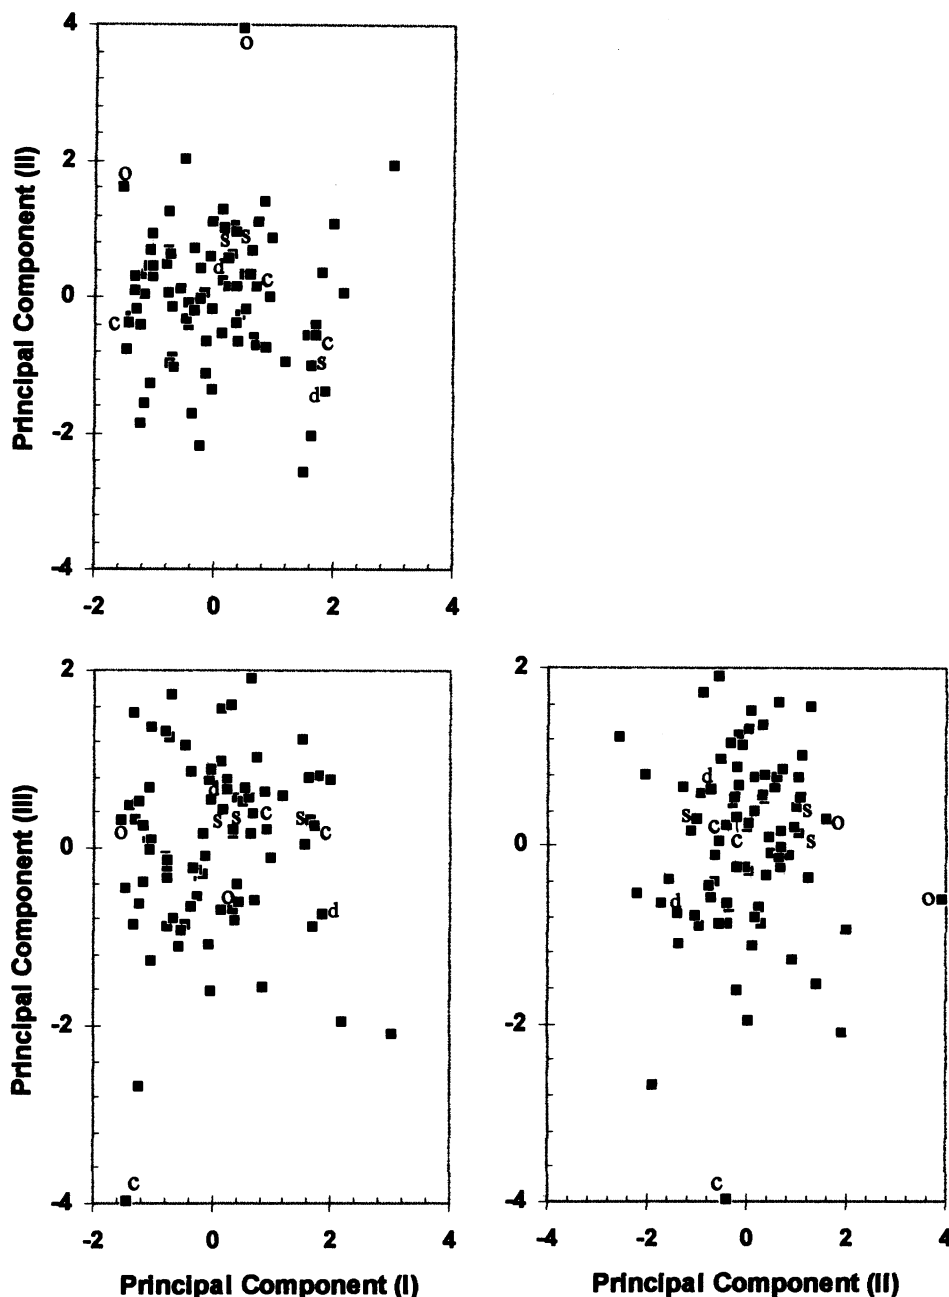 4
o
2
o
s s
d
c
0
c
c
s
d
-2
-4
-2 0 2 4
Principal Component (II)
2
d
o s s c s c
0
o d
-2
c
-4
-2 0 2 4
Principal Component (III)
Principal Component (I)
2
d
s s
c o
0 c s
d o
-2
c
-4
-4 -2 0 2 4
Principal Component (II)